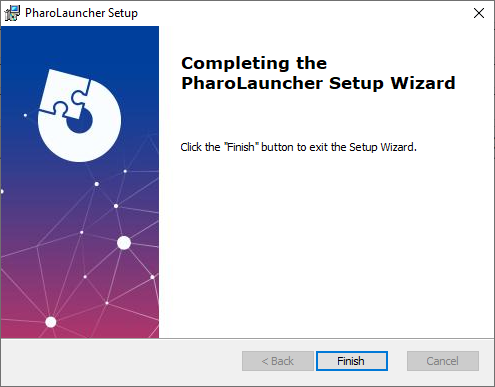 PharoLauncher Setup
Completing the
PharoLauncher Setup Wizard
Click the "Finish" button to exit the Setup Wizard.
< Back
Finish
Cancel